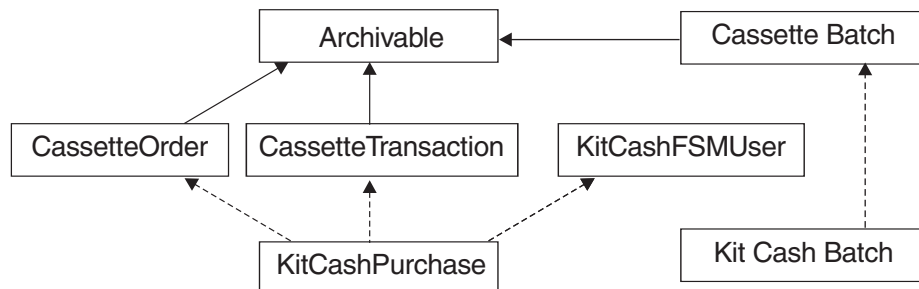 Archivable
Cassette Batch
CassetteOrder
CassetteTransaction
KitCashFSMUser
KitCashPurchase
Kit Cash Batch